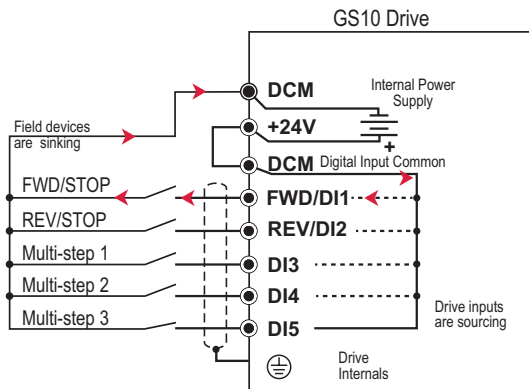 GS10 Drive
DCM
Internal Power
Supply
Field devices
are sinking
+24V
+
DCM
Digital Input Common
FWD/STOP
FWD/DI1
REV/STOP
REV/DI2
Multi-step 1
DI3
Multi-step 2
DI4
Drive inputs
are sourcing
Multi-step 3
DI5
Drive
Internals